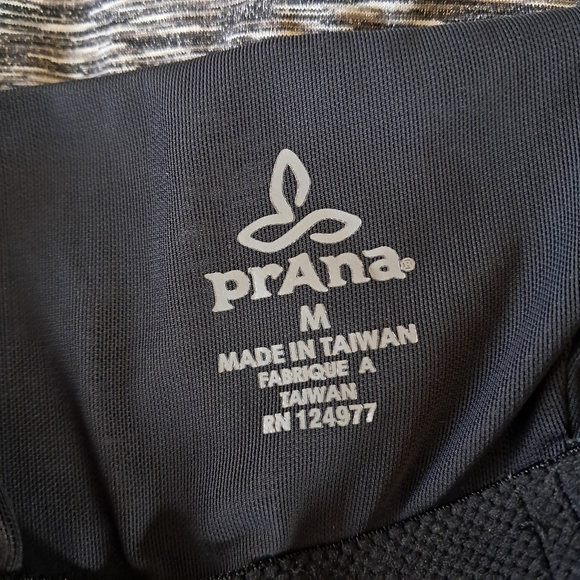 prAna®
M
MADE IN TAIWAN
FABRIQUE A
TAIWAN
RN 124977